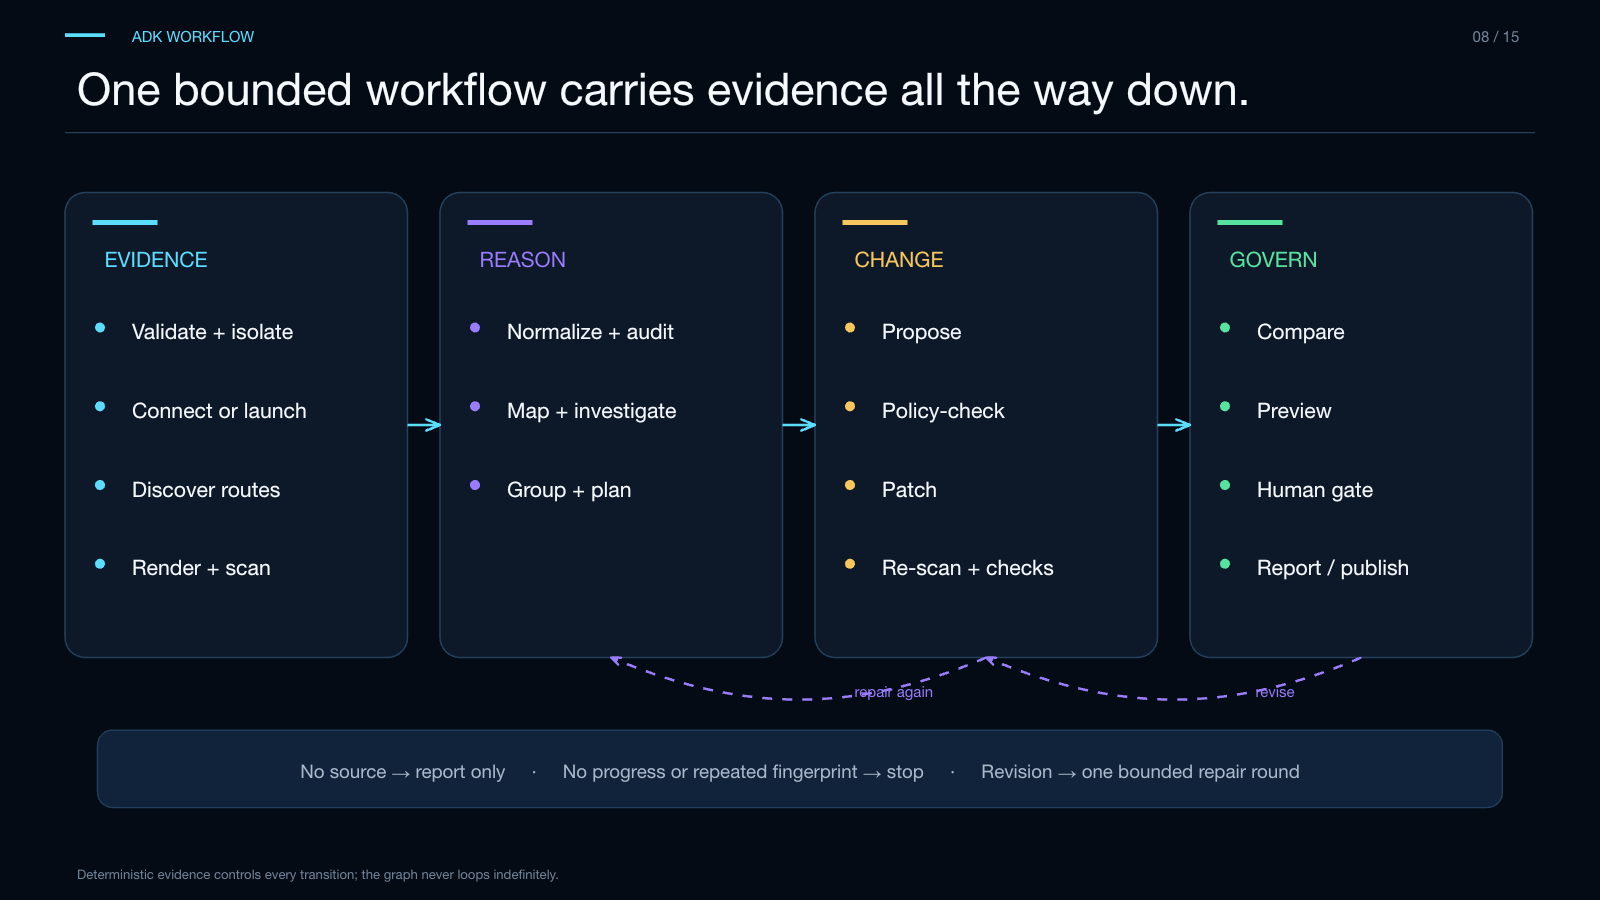 ADK WORKFLOW
08 / 15
One bounded workflow carries evidence all the way down.
EVIDENCE
Validate + isolate
Connect or launch
Discover routes
Render + scan
REASON
Normalize + audit
Map + investigate
Group + plan
CHANGE
Propose
Policy-check
Patch
Re-scan + checks
GOVERN
Compare
Preview
Human gate
Report / publish
repair again
revise
No source → report only · No progress or repeated fingerprint → stop · Revision → one bounded repair round
Deterministic evidence controls every transition; the graph never loops indefinitely.